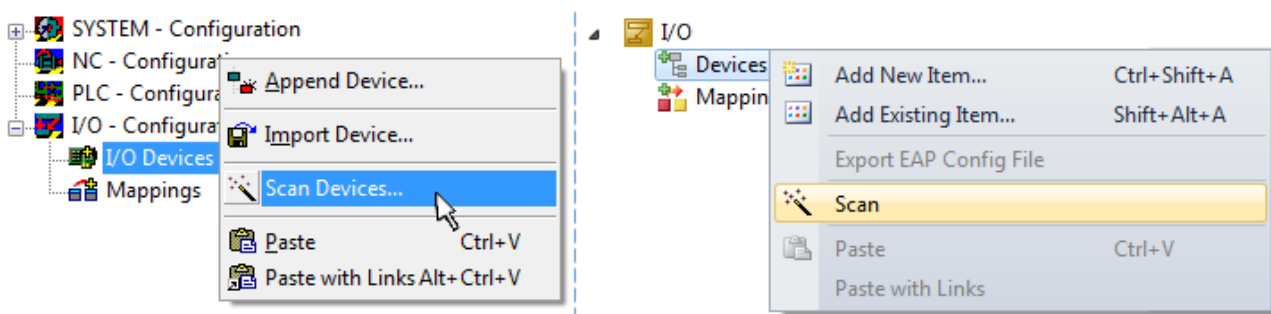 SYSTEM - Configuration
NC - Configurat
PLC - Configura
I/O - Configurat
I/O Devices
Mappings
Append Device...
Import Device...
Scan Devices...
Paste Ctrl+V
Paste with Links Alt+Ctrl+V
I/O
Devices
Mappin
Add New Item... Ctrl+Shift+A
Add Existing Item... Shift+Alt+A
Export EAP Config File
Scan
Paste Ctrl+V
Paste with Links